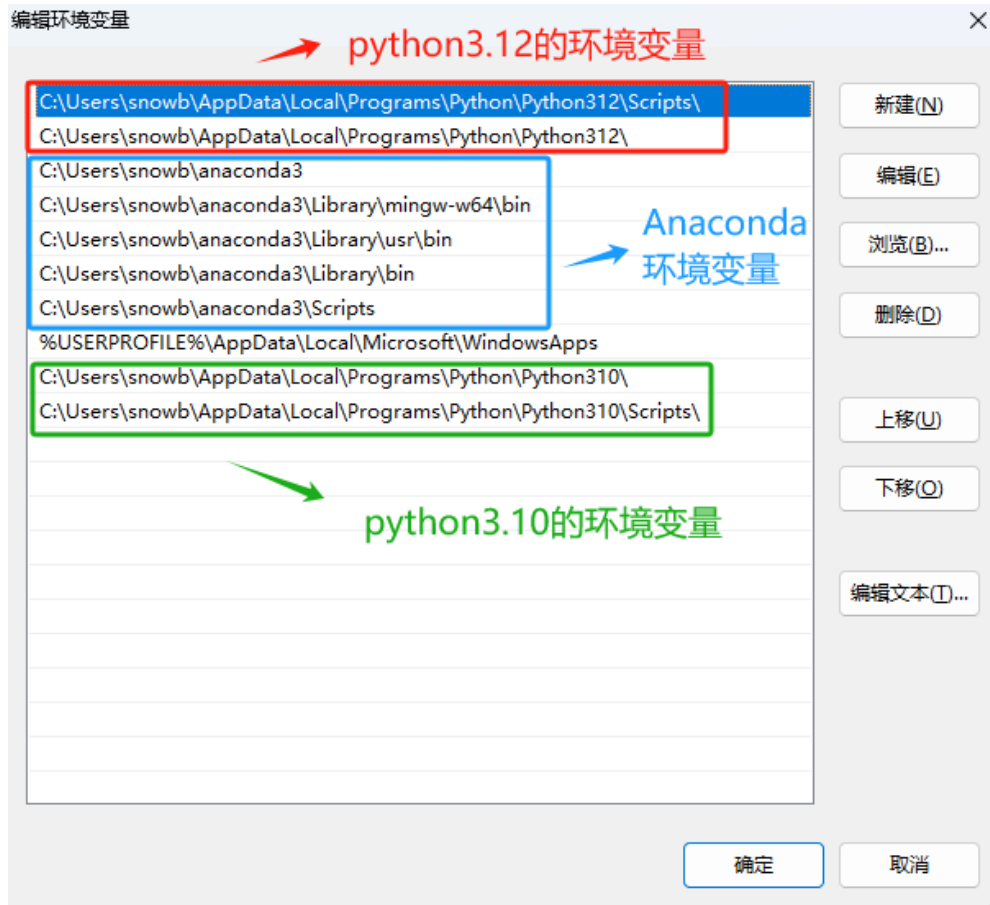 编辑环境变量
python3.12的环境变量
C:\Users\snowb\AppData\Local\Programs\Python\Python312\Scripts\
C:\Users\snowb\AppData\Local\Programs\Python\Python312\
C:\Users\snowb\anaconda3
C:\Users\snowb\anaconda3\Library\mingw-w64\bin
C:\Users\snowb\anaconda3\Library\usr\bin
C:\Users\snowb\anaconda3\Library\bin
C:\Users\snowb\anaconda3\Scripts
Anaconda
环境变量
%USERPROFILE%\AppData\Local\Microsoft\WindowsApps
C:\Users\snowb\AppData\Local\Programs\Python\Python310\
C:\Users\snowb\AppData\Local\Programs\Python\Python310\Scripts\
python3.10的环境变量
新建(N)
编辑(E)
浏览(B)...
删除(D)
上移(U)
下移(O)
编辑文本(T)...
确定
取消